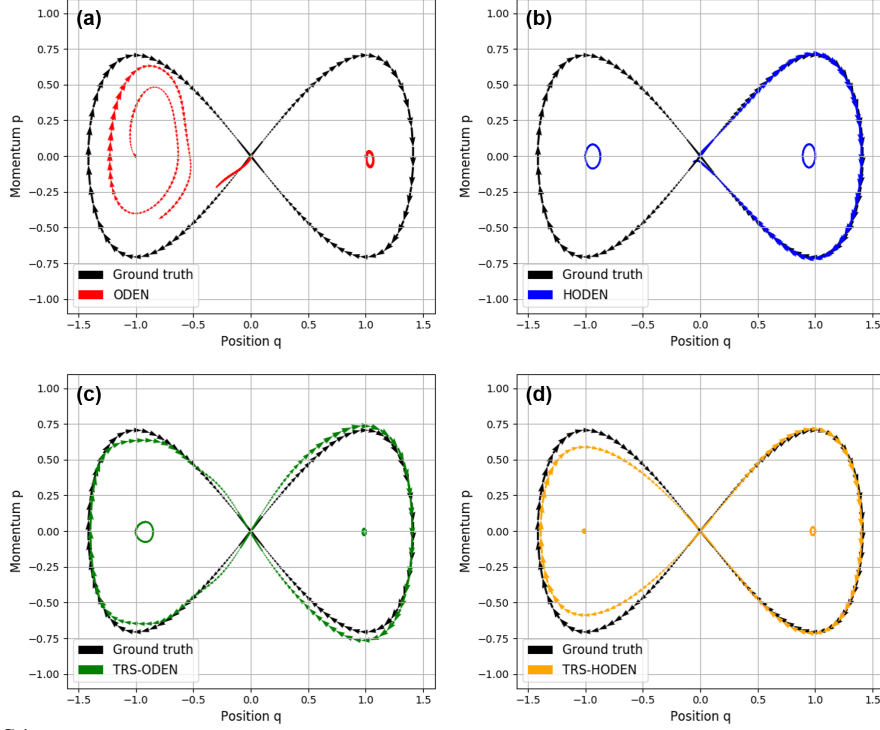 (a)
1.00
0.75
0.50
0.25
0.00
−0.25
−0.50
−0.75
−1.00
Momentum p
Ground truth
ODEN
−1.5 −1.0 −0.5 0.0 0.5 1.0 1.5
Position q
(b)
1.00
0.75
0.50
0.25
0.00
−0.25
−0.50
−0.75
−1.00
Momentum p
Ground truth
HODEN
−1.5 −1.0 −0.5 0.0 0.5 1.0 1.5
Position q
(c)
1.00
0.75
0.50
0.25
0.00
−0.25
−0.50
−0.75
−1.00
Momentum p
Ground truth
TRS-ODEN
−1.5 −1.0 −0.5 0.0 0.5 1.0 1.5
Position q
(d)
1.00
0.75
0.50
0.25
0.00
−0.25
−0.50
−0.75
−1.00
Momentum p
Ground truth
TRS-HODEN
−1.5 −1.0 −0.5 0.0 0.5 1.0 1.5
Position q